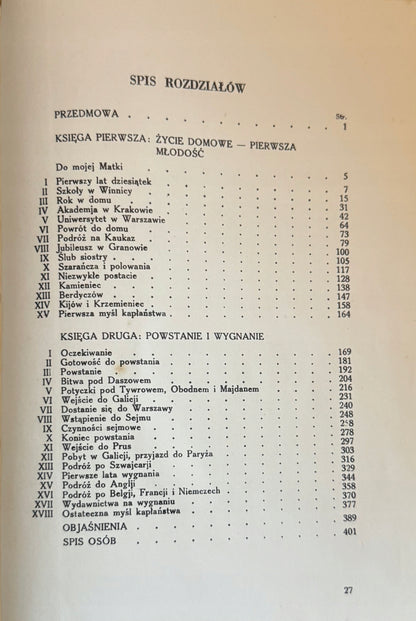 SPIS ROZDZIAŁÓW
Str.
PRZEDMOWA . . . . . . . . . . . 1
KSIĘGA PIERWSZA: ŻYCIE DOMOWE — PIERWSZA
MŁODOŚĆ
Do mojej Matki . . . . . . . . . 5
I Pierwszy lat dziesiątek . . . . . . . . 7
II Szkoły w Winnicy . . . . . . . . 15
III Rok w domu . . . . . . . . . 31
IV Akademja w Krakowie . . . . . . . . 42
V Uniwersytet w Warszawie . . . . . . . 64
VI Powrót do domu . . . . . . . . 73
VII Podróż na Kaukaz . . . . . . . . 79
VIII Jubileusz w Granowie . . . . . . . . 100
IX Ślub siostry . . . . . . . . . 105
X Szarańcza i polowania . . . . . . . . 117
XI Niezwykłe postacie . . . . . . . . 128
XII Kamieniec . . . . . . . . . 138
XIII Berdyczów . . . . . . . . . 147
XIV Kijów i Krzemieniec . . . . . . . . 158
XV Pierwsza myśl kapłaństwa . . . . . . . 164
KSIĘGA DRUGA: POWSTANIE I WYGNANIE
I Oczekiwanie . . . . . . . . . 169
II Gotowość do powstania . . . . . . . 181
III Powstanie . . . . . . . . . 192
IV Bitwa pod Daszowem . . . . . . . . 204
V Potyczki pod Tywrowem, Obodnem i Majdanem . . . . 216
VI Wejście do Galicji . . . . . . . . 231
VII Dostanie się do Warszawy . . . . . . . 240
VIII Wstąpienie do Sejmu . . . . . . . . 248
IX Czynności sejmowe . . . . . . . .
X Koniec powstania . . . . . . . . 278
XI Wejście do Prus . . . . . . . . 297
XII Pobyt w Galicji, przyjazd do Paryża . . . . . 303
XIII Podróż po Szwajcarji . . . . . . . . 316
XIV Pierwsze lata wygnania . . . . . . . 329
XV Podróż do Anglji . . . . . . . . 344
XVI Podróż po Belgji, Francji i Niemczech . . . . . 358
XVII Wydawnictwa na wygnaniu . . . . . . . 370
XVIII Ostateczna myśl kapłaństwa . . . . . . . 377
OBJAŚNIENIA . . . . . . . . . 389
SPIS OSÓB . . . . . . . . . . 401
27